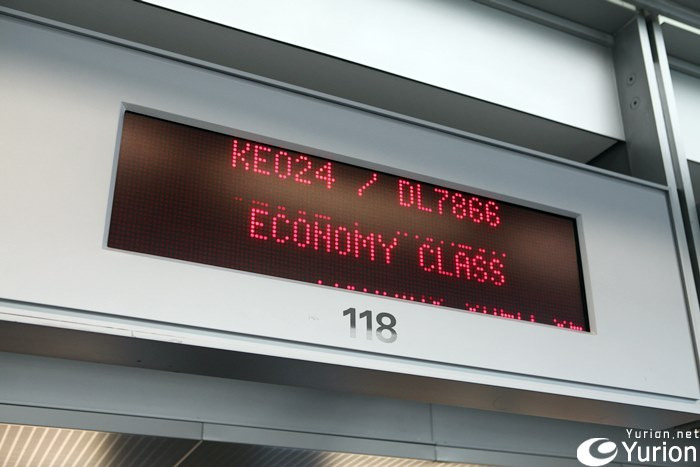 KE024 / DL7866
ECONOMY CLASS
118
Yurion.net
Yurion